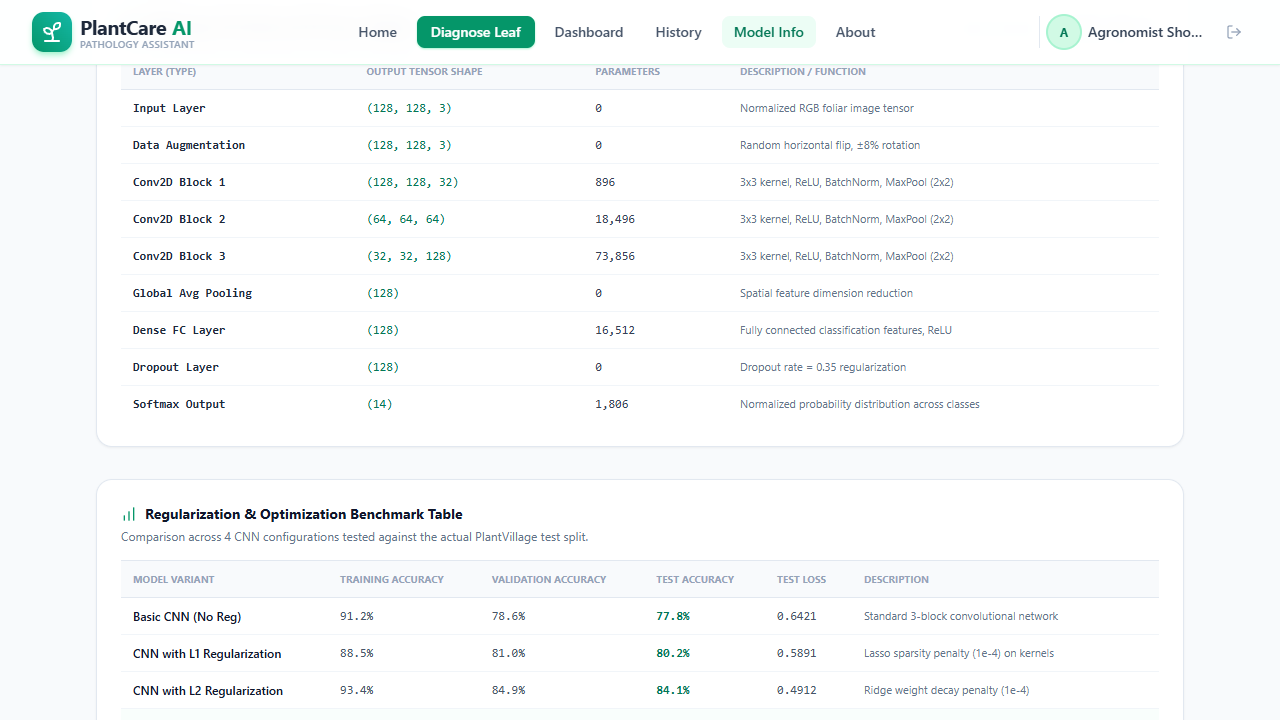 PlantCare AI
PATHOLOGY ASSISTANT
Home
Diagnose Leaf
Dashboard
History
Model Info
About
A
Agronomist Sho...
LAYER (TYPE) OUTPUT TENSOR SHAPE PARAMETERS DESCRIPTION / FUNCTION
Input Layer (128, 128, 3) 0 Normalized RGB foliar image tensor
Data Augmentation (128, 128, 3) 0 Random horizontal flip, ±8% rotation
Conv2D Block 1 (128, 128, 32) 896 3x3 kernel, ReLU, BatchNorm, MaxPool (2x2)
Conv2D Block 2 (64, 64, 64) 18,496 3x3 kernel, ReLU, BatchNorm, MaxPool (2x2)
Conv2D Block 3 (32, 32, 128) 73,856 3x3 kernel, ReLU, BatchNorm, MaxPool (2x2)
Global Avg Pooling (128) 0 Spatial feature dimension reduction
Dense FC Layer (128) 16,512 Fully connected classification features, ReLU
Dropout Layer (128) 0 Dropout rate = 0.35 regularization
Softmax Output (14) 1,806 Normalized probability distribution across classes
Regularization & Optimization Benchmark Table
Comparison across 4 CNN configurations tested against the actual PlantVillage test split.
MODEL VARIANT TRAINING ACCURACY VALIDATION ACCURACY TEST ACCURACY TEST LOSS DESCRIPTION
Basic CNN (No Reg) 91.2% 78.6% 77.8% 0.6421 Standard 3-block convolutional network
CNN with L1 Regularization 88.5% 81.0% 80.2% 0.5891 Lasso sparsity penalty (1e-4) on kernels
CNN with L2 Regularization 93.4% 84.9% 84.1% 0.4912 Ridge weight decay penalty (1e-4)